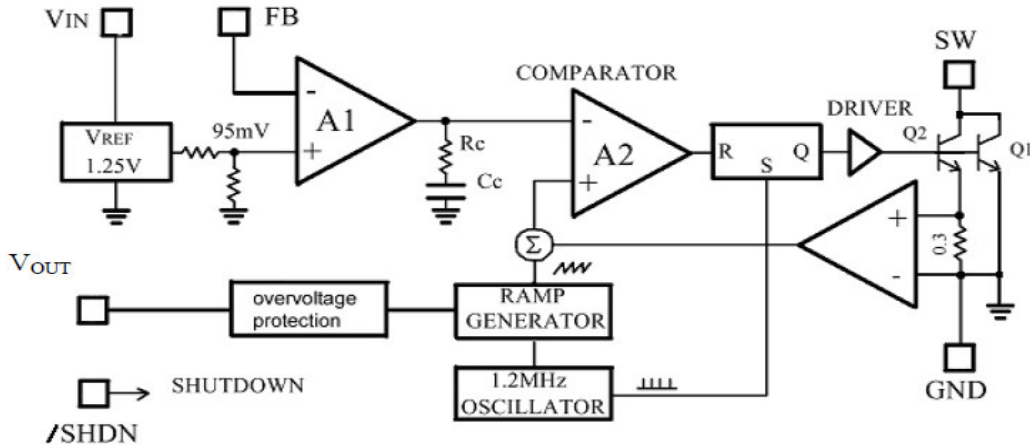 VIN
FB
SW
COMPARATOR
DRIVER
VREF
1.25V
95mV
-
+
A1
Rc
Cc
-
+
A2
R
S
Q
Q2
Q1
+
-
0.3
Σ
VOUT
overvoltage
protection
RAMP
GENERATOR
1.2MHz
OSCILLATOR
SHUTDOWN
/SHDN
GND